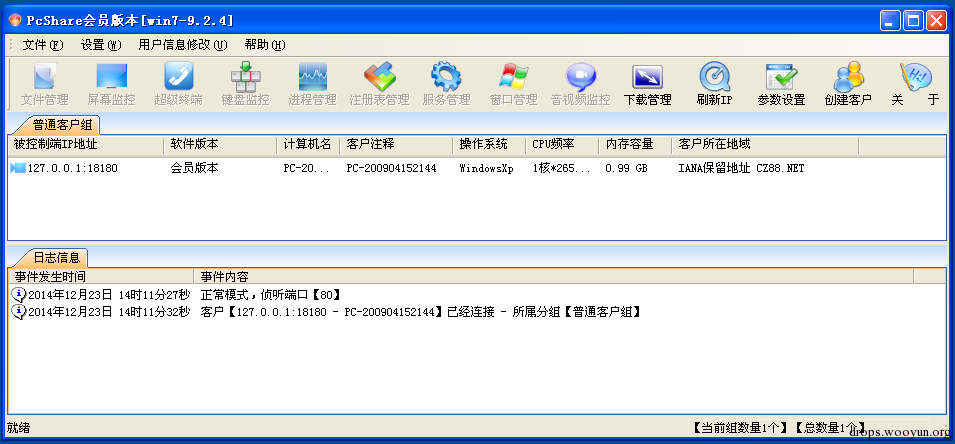 PcShare会员版本[win7-9.2.4]
文件(F) 设置(W) 用户信息修改(U) 帮助(H)
文件管理 屏幕监控 超级终端 键盘监控 进程管理 注册表管理 服务管理 窗口管理 音视频监控 下载管理 刷新IP 参数设置 创建客户 关 于
普通客户组
被控制端IP地址 软件版本 计算机名 客户注释 操作系统 CPU频率 内存容量 客户所在地域
127.0.0.1:18180 会员版本 PC-20... PC-200904152144 WindowsXp 1核*265... 0.99 GB IANA保留地址 CZ88.NET
日志信息
事件发生时间 事件内容
2014年12月23日 14时11分27秒 正常模式，侦听端口【80】
2014年12月23日 14时11分32秒 客户【127.0.0.1:18180 - PC-200904152144】已经连接 - 所属分组【普通客户组】
就绪 【当前组数量1个】【总数量1个】
drops.wooyun.org